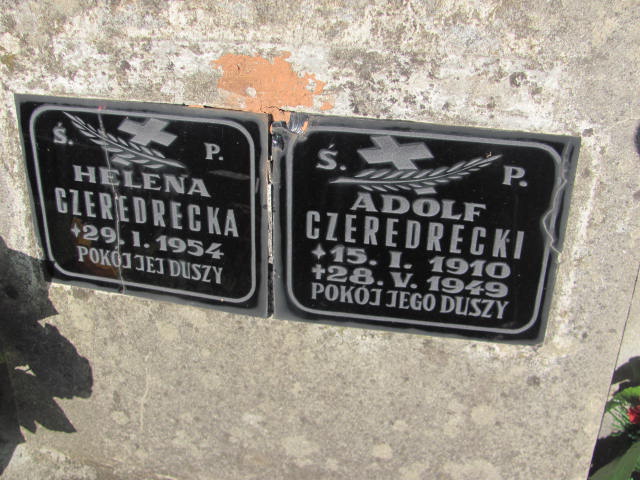 Ś. P.
HELENA
CZEREDRECKA
+29. I. 1954
POKÓJ JEJ DUSZY
Ś. P.
ADOLF
CZEREDRECKI
✦15. I. 1910
✝28. V. 1949
POKÓJ JEGO DUSZY